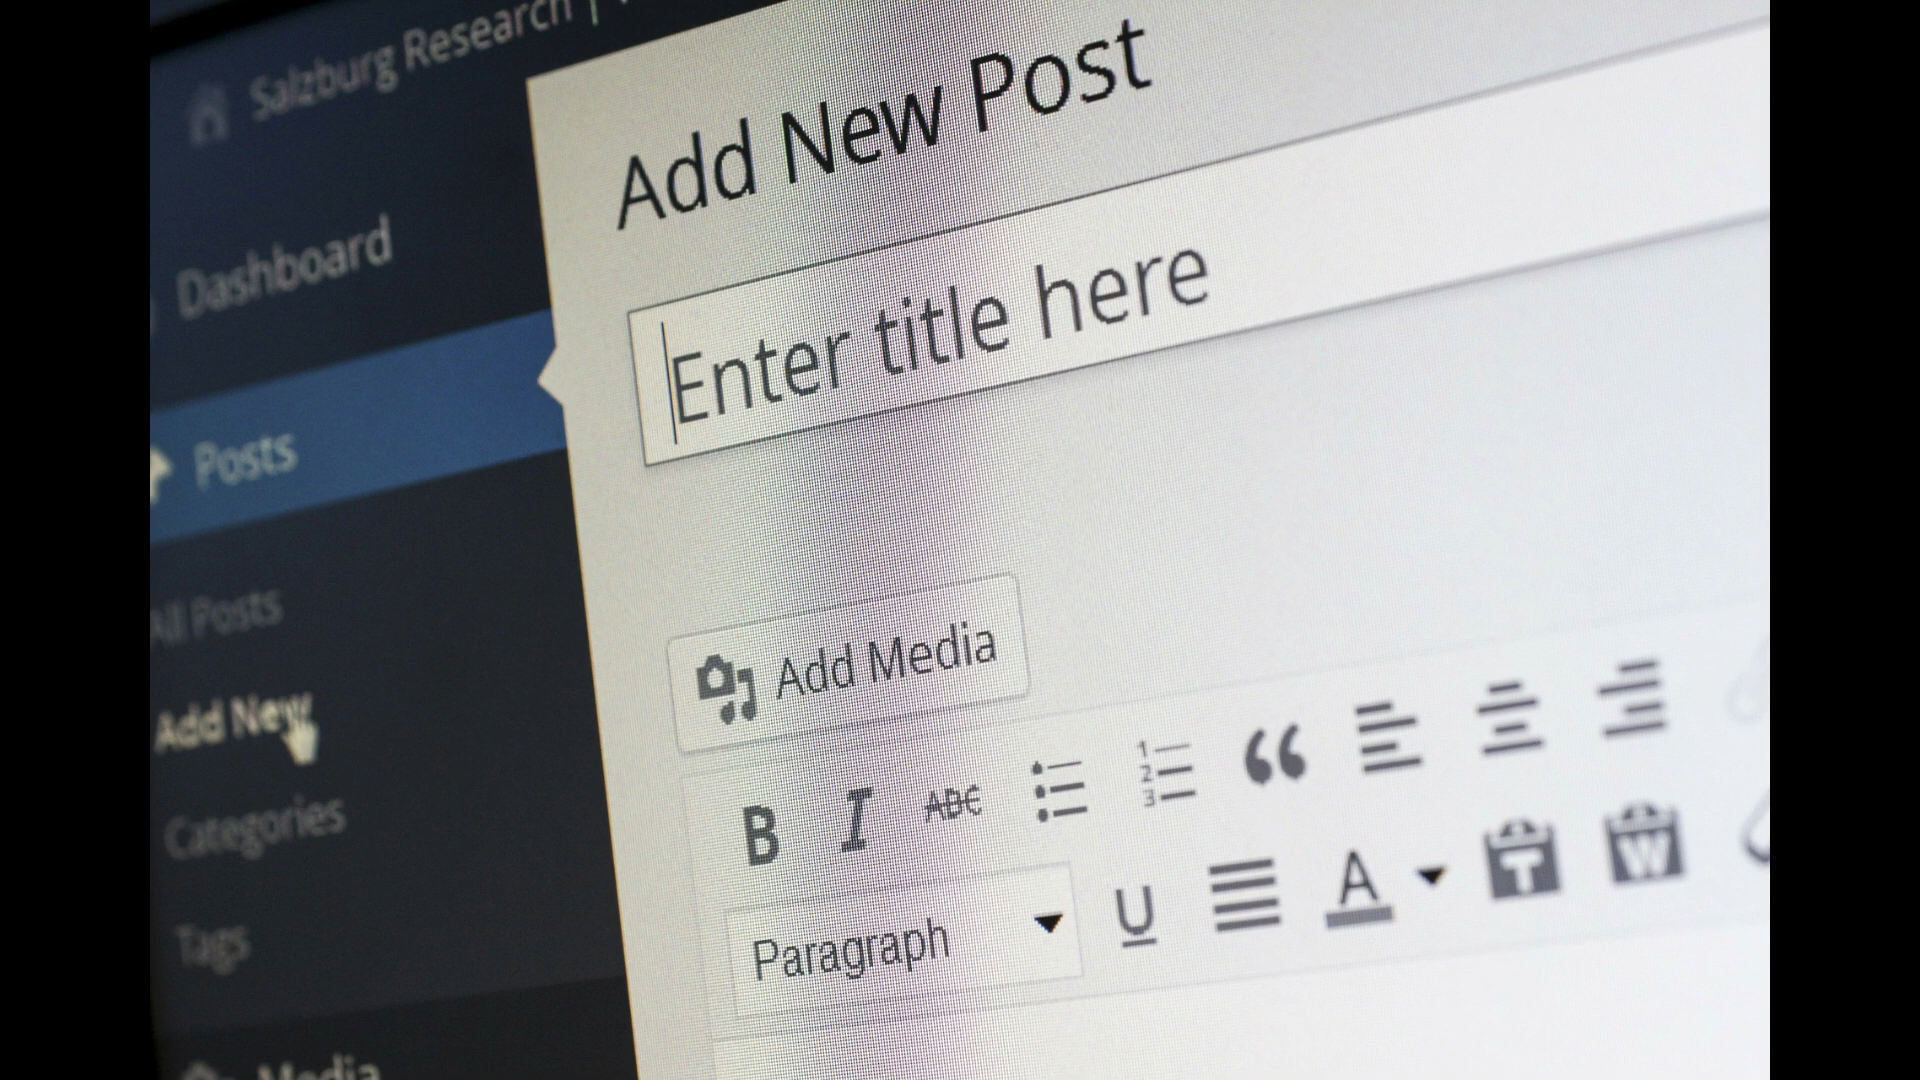 Salzburg Research |
Dashboard
Posts
All Posts
Add New
Categories
Tags
Media
Add New Post
Enter title here
Add Media
B I ABC 1 2 3 “
Paragraph U A T W